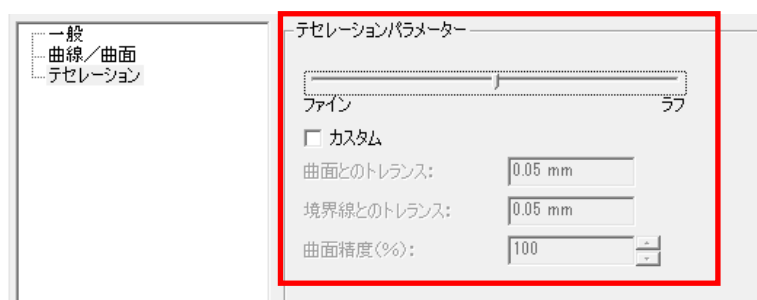 一般
曲線／曲面
テセレーション
テセレーションパラメーター
ファイン ラフ
カスタム
曲面とのトレランス: 0.05 mm
境界線とのトレランス: 0.05 mm
曲面精度(%): 100